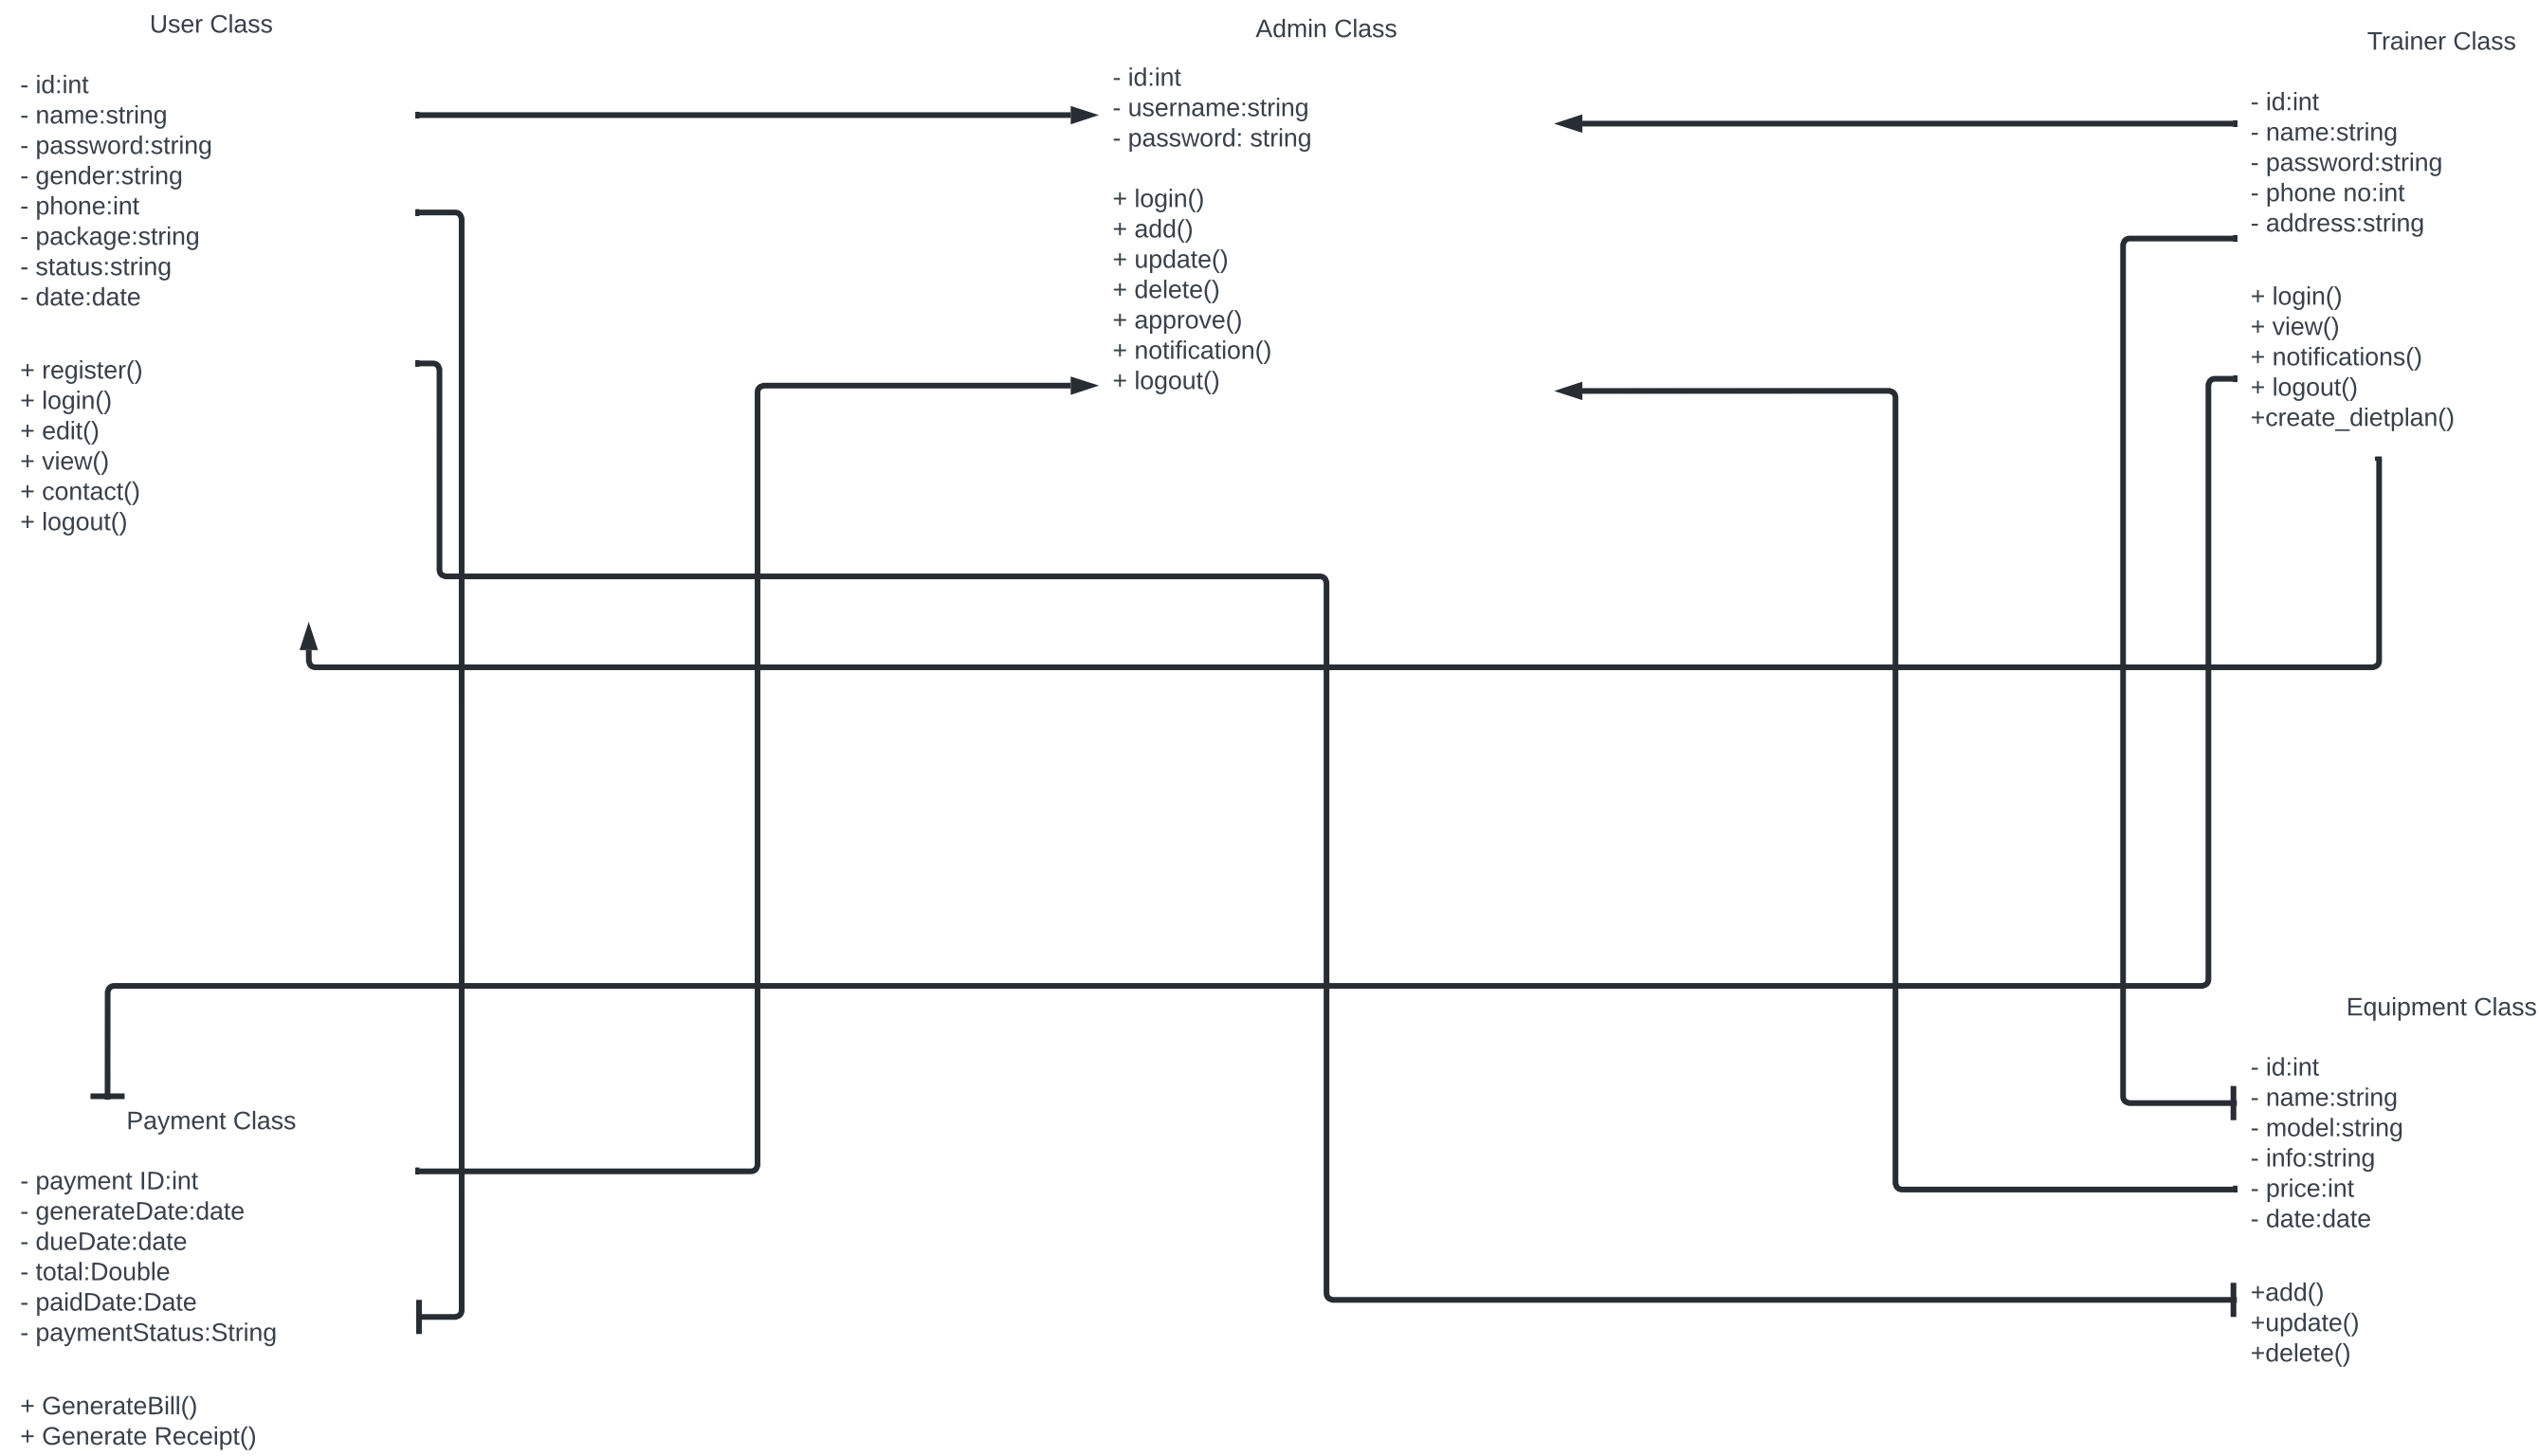 User Class
- id:int
- name:string
- password:string
- gender:string
- phone:int
- package:string
- status:string
- date:date
+ register()
+ login()
+ edit()
+ view()
+ contact()
+ logout()
Admin Class
- id:int
- username:string
- password: string
+ login()
+ add()
+ update()
+ delete()
+ approve()
+ notification()
+ logout()
Trainer Class
- id:int
- name:string
- password:string
- phone no:int
- address:string
+ login()
+ view()
+ notifications()
+ logout()
+create_dietplan()
Payment Class
- payment ID:int
- generateDate:date
- dueDate:date
- total:Double
- paidDate:Date
- paymentStatus:String
+ GenerateBill()
+ Generate Receipt()
Equipment Class
- id:int
- name:string
- model:string
- info:string
- price:int
- date:date
+add()
+update()
+delete()